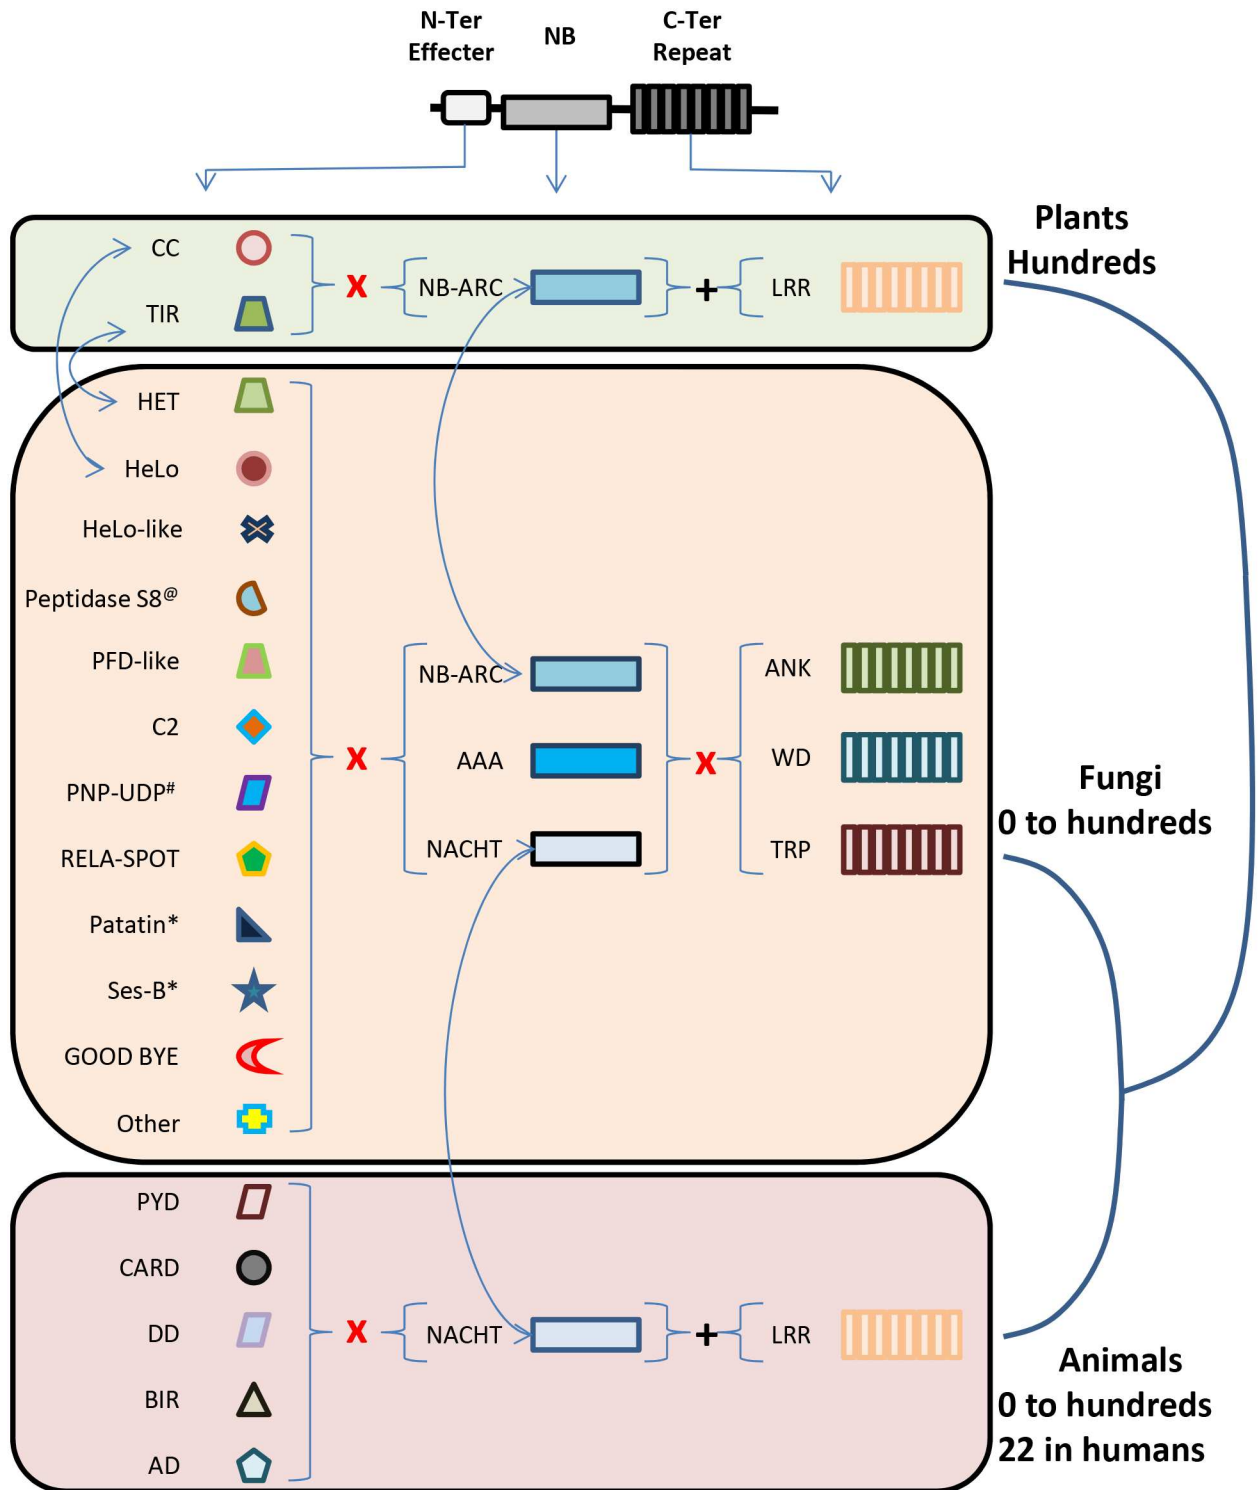 N-Ter
Effecter
NB
C-Ter
Repeat
Plants
Hundreds
CC
TIR
X
NB-ARC
+
LRR
HET
HeLo
HeLo-like
Peptidase S8@
PFD-like
C2
PNP-UDP#
RELA-SPOT
Patatin*
Ses-B*
GOOD BYE
Other
X
NB-ARC
AAA
NACHT
X
ANK
WD
TRP
Fungi
0 to hundreds
PYD
CARD
DD
BIR
AD
X
NACHT
+
LRR
Animals
0 to hundreds
22 in humans